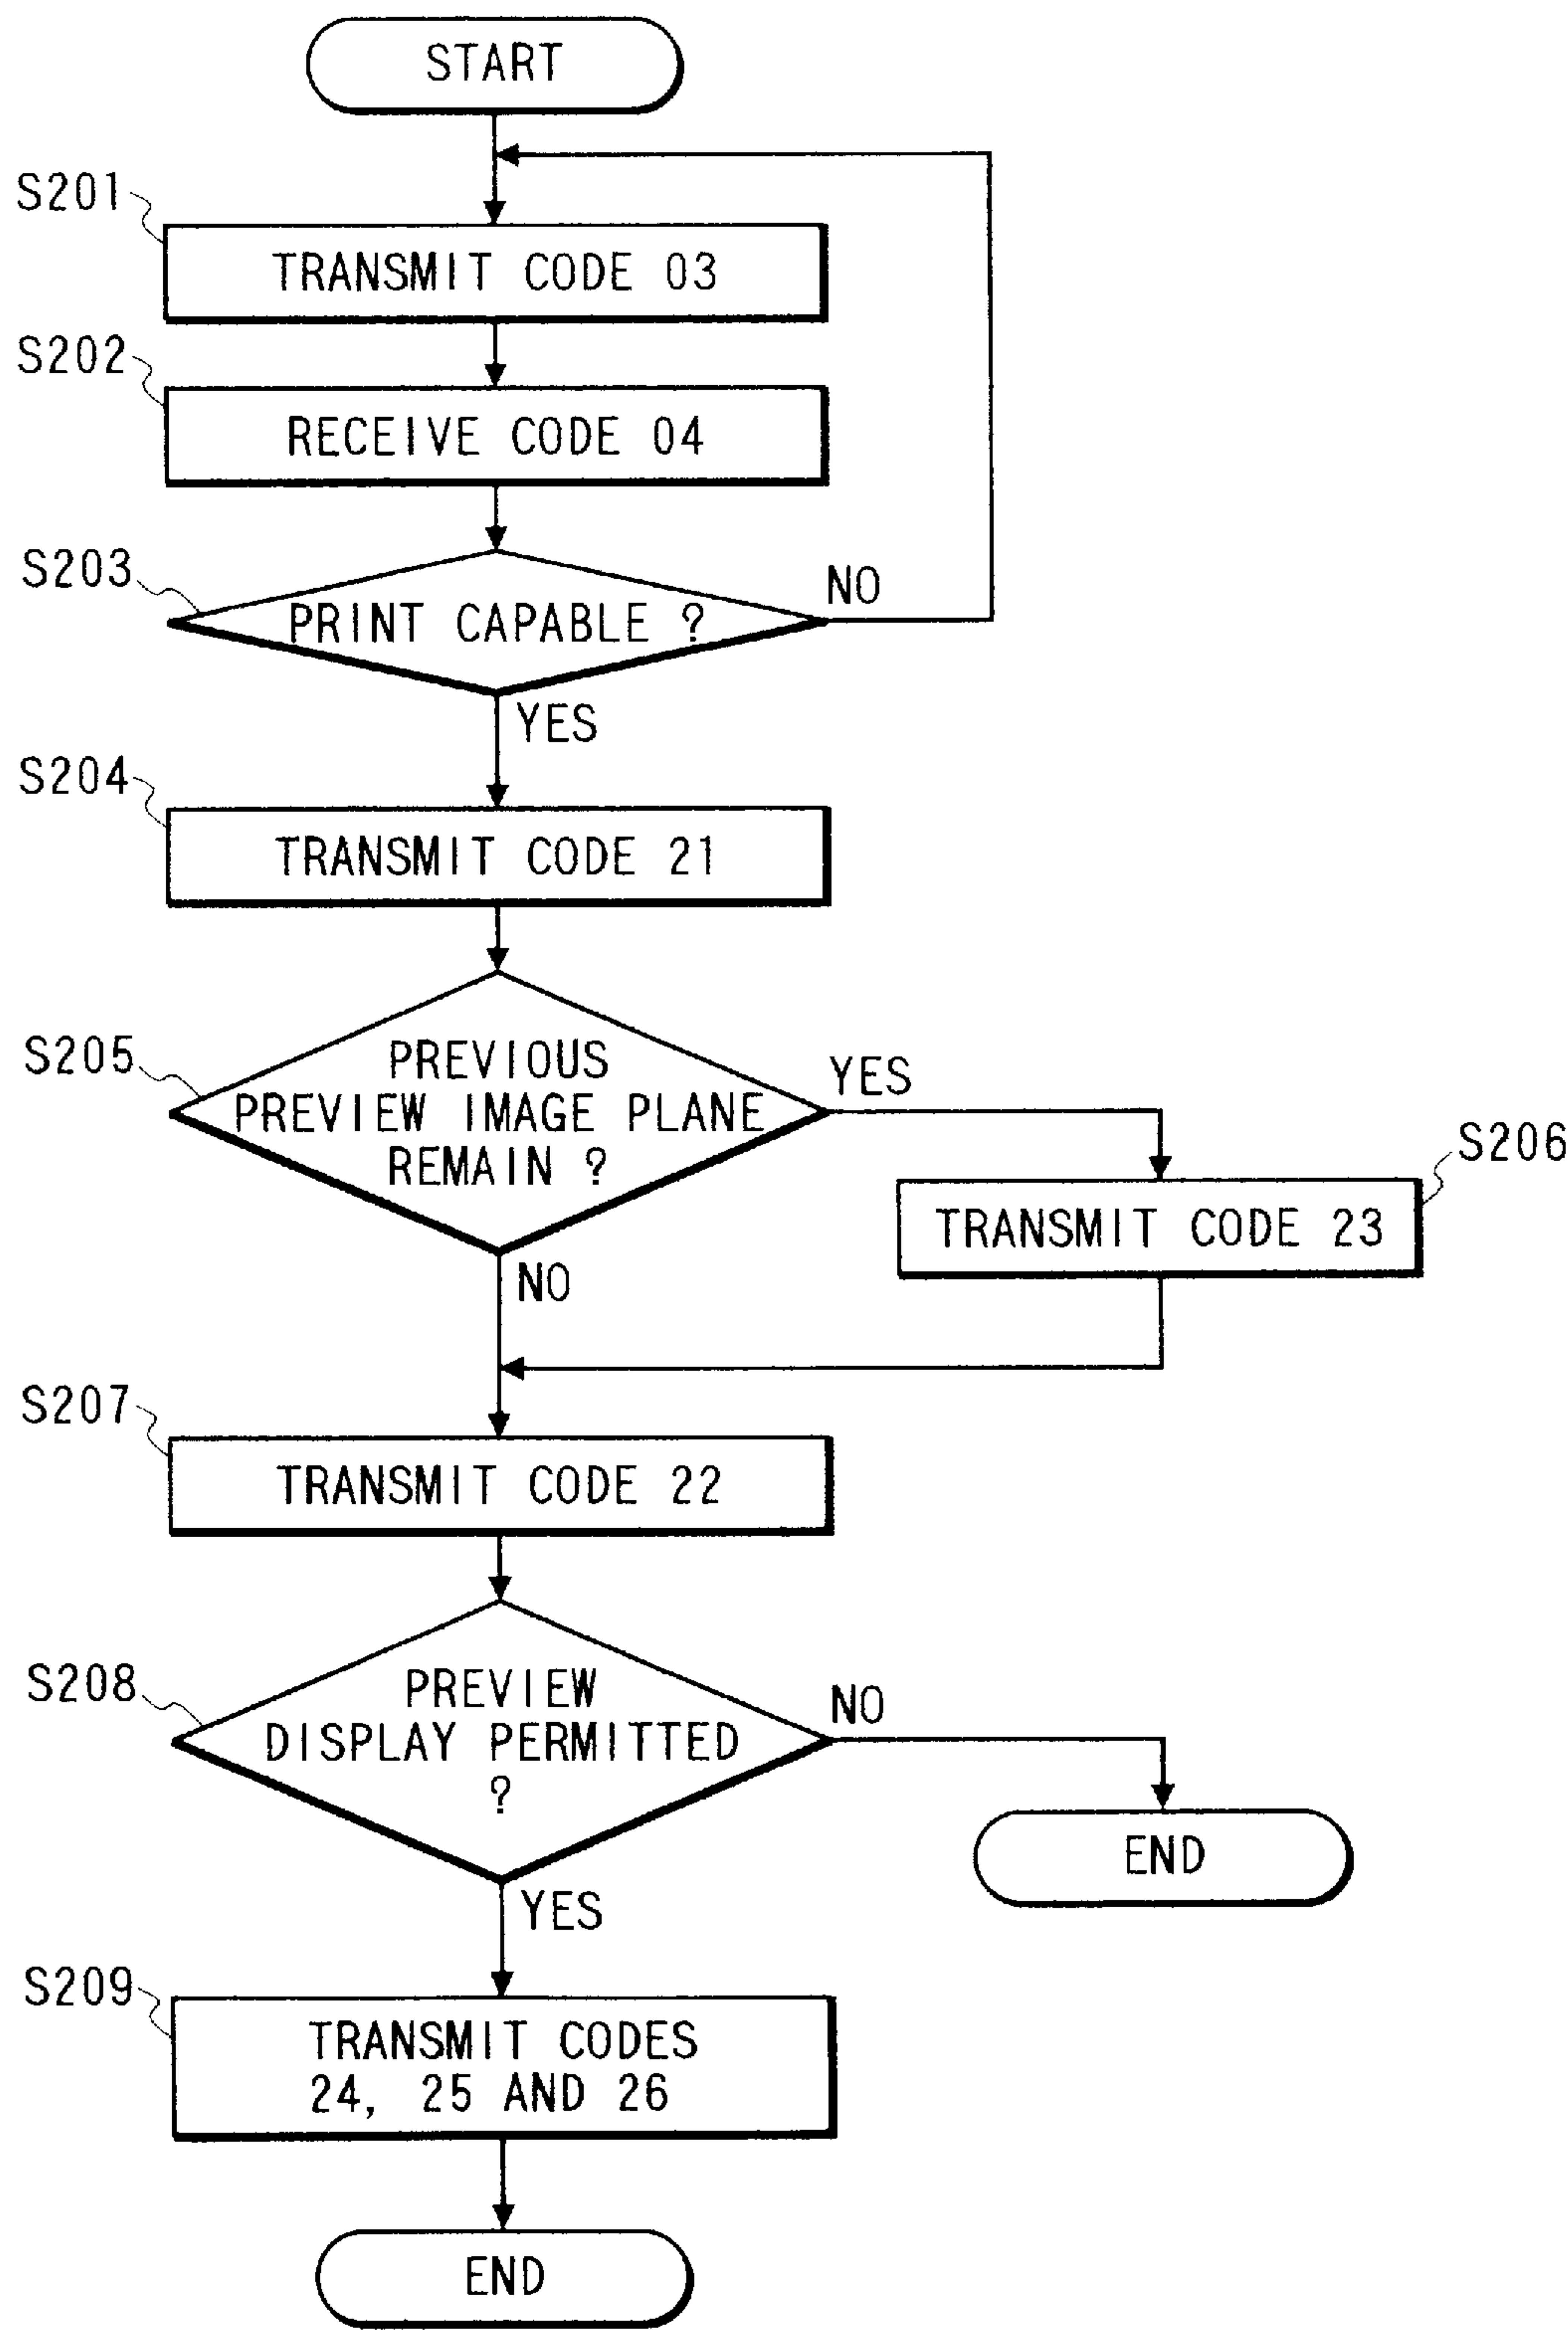 START
S201
TRANSMIT CODE 03
S202
RECEIVE CODE 04
S203
PRINT CAPABLE ?
NO
YES
S204
TRANSMIT CODE 21
S205
PREVIOUS
PREVIEW IMAGE PLANE
REMAIN ?
YES
S206
TRANSMIT CODE 23
NO
S207
TRANSMIT CODE 22
S208
PREVIEW
DISPLAY PERMITTED
?
NO
END
YES
S209
TRANSMIT CODES
24, 25 AND 26
END